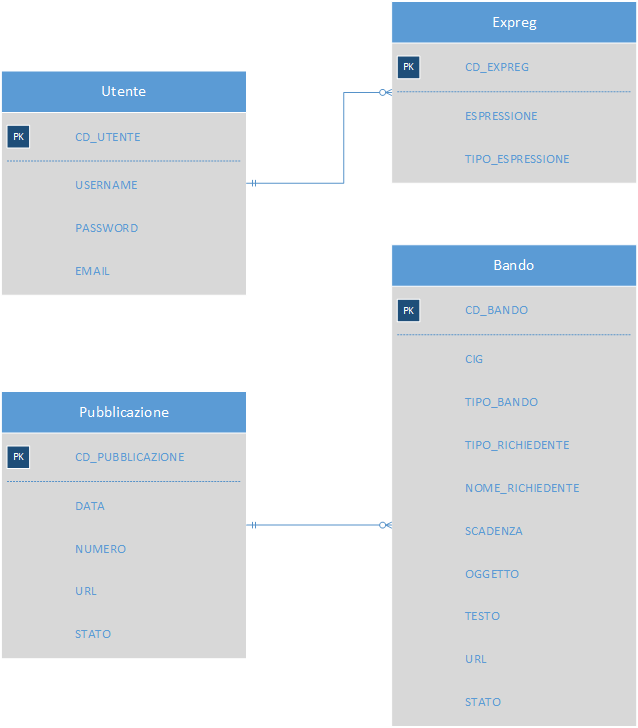 Expreg
PK
CD_EXPREG
ESPRESSIONE
TIPO_ESPRESSIONE
Utente
PK
CD_UTENTE
USERNAME
PASSWORD
EMAIL
Bando
PK
CD_BANDO
CIG
TIPO_BANDO
TIPO_RICHIEDENTE
NOME_RICHIEDENTE
SCADENZA
OGGETTO
TESTO
URL
STATO
Pubblicazione
PK
CD_PUBBLICAZIONE
DATA
NUMERO
URL
STATO